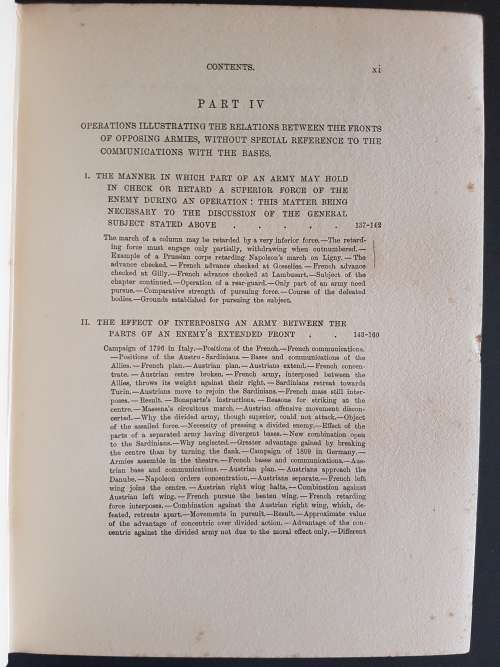 CONTENTS. xi
PART IV
OPERATIONS ILLUSTRATING THE RELATIONS BETWEEN THE FRONTS
OF OPPOSING ARMIES, WITHOUT SPECIAL REFERENCE TO THE
COMMUNICATIONS WITH THE BASES.
I. THE MANNER IN WHICH PART OF AN ARMY MAY HOLD
IN CHECK OR RETARD A SUPERIOR FORCE OF THE
ENEMY DURING AN OPERATION: THIS MATTER BEING
NECESSARY TO THE DISCUSSION OF THE GENERAL
SUBJECT STATED ABOVE . . . . . 137-142
The march of a column may be retarded by a very inferior force.—The retard-
ing force must engage only partially, withdrawing when outnumbered.—
Example of a Prussian corps retarding Napoleon's march on Ligny.—The
advance checked.—French advance checked at Gosselies.—French advance
checked at Gilly.—French advance checked at Lambusart.—Subject of the
chapter continued.—Operation of a rear-guard.—Only part of an army need
pursue.—Comparative strength of pursuing force.—Course of the defeated
bodies.—Grounds established for pursuing the subject.
II. THE EFFECT OF INTERPOSING AN ARMY BETWEEN THE
PARTS OF AN ENEMY'S EXTENDED FRONT . . 143-160
Campaign of 1796 in Italy.—Positions of the French.—French communications.
—Positions of the Austro-Sardinians—Bases and communications of the
Allies.—French plan.—Austrian plan.—Austrians extend.—French concen-
trate.—Austrian centre broken.—French army, interposed between the
Allies, throws its weight against their right.—Sardinians retreat towards
Turin.—Austrians move to rejoin the Sardinians.—French mass still inter-
poses.—Result.—Bonaparte's instructions.—Reasons for striking at the
centre.—Massena's circuitous march.—Austrian offensive movement discon-
certed.—Why the divided army, though superior, could not attack.—Object
of the assailed force.—Necessity of pressing a divided enemy.—Effect of the
parts of a separated army having divergent bases.—New combination open
to the Sardinians.—Why neglected.—Greater advantage gained by breaking
the centre than by turning the flank.—Campaign of 1809 in Germany.—
Armies assemble in the theatre.—French bases and communications.—Aus-
trian base and communications.—Austrian plan.—Austrians approach the
Danube.—Napoleon orders concentration.—Austrians separate.—French left
wing joins the centre.—Austrian right wing halts.—Combination against
Austrian left wing.—French pursue the beaten wing.—French retarding
force interposes.—Combination against the Austrian right wing, which, de-
feated, retreats apart.—Movements in pursuit.—Result.—Approximate value
of the advantage of concentric over divided action.—Advantage of the con-
centric against the divided army not due to the moral effect only.—Different